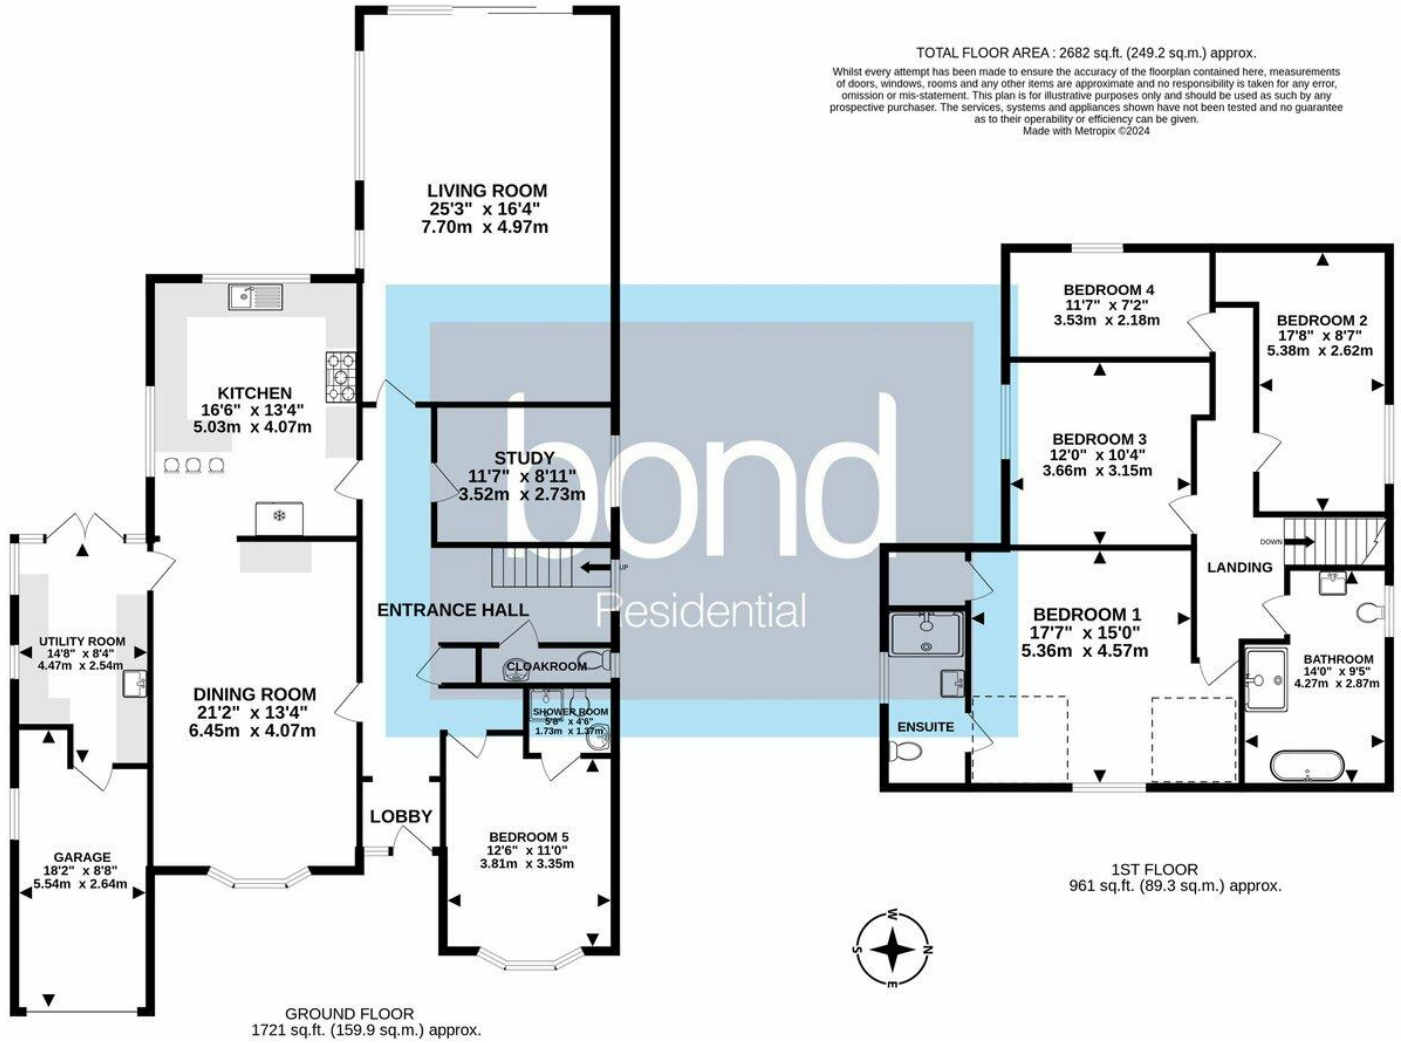 TOTAL FLOOR AREA : 2682 sq.ft. (249.2 sq.m.) approx.
Whilst every attempt has been made to ensure the accuracy of the floorplan contained here, measurements
of doors, windows, rooms and any other items are approximate and no responsibility is taken for any error,
omission or mis-statement. This plan is for illustrative purposes only and should be used as such by any
prospective purchaser. The services, systems and appliances shown have not been tested and no guarantee
as to their operability or efficiency can be given.
Made with Metropix ©2024
LIVING ROOM
25'3" x 16'4"
7.70m x 4.97m
KITCHEN
16'6" x 13'4"
5.03m x 4.07m
STUDY
11'7" x 8'11"
3.52m x 2.73m
bond
Residential
UP
ENTRANCE HALL
CLOAKROOM
SHOWER ROOM
5'8" x 4'6"
1.73m x 1.37m
UTILITY ROOM
14'8" x 8'4"
4.47m x 2.54m
DINING ROOM
21'2" x 13'4"
6.45m x 4.07m
LOBBY
BEDROOM 5
12'6" x 11'0"
3.81m x 3.35m
GARAGE
18'2" x 8'8"
5.54m x 2.64m
GROUND FLOOR
1721 sq.ft. (159.9 sq.m.) approx.
BEDROOM 4
11'7" x 7'2"
3.53m x 2.18m
BEDROOM 2
17'8" x 8'7"
5.38m x 2.62m
BEDROOM 3
12'0" x 10'4"
3.66m x 3.15m
DOWN
LANDING
BEDROOM 1
17'7" x 15'0"
5.36m x 4.57m
BATHROOM
14'0" x 9'5"
4.27m x 2.87m
ENSUITE
1ST FLOOR
961 sq.ft. (89.3 sq.m.) approx.
W
S
N
E